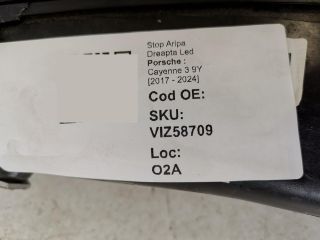 Stop Aripa
Dreapta Led
Porsche :
Cayenne 3 9Y
[2017 - 2024]
Cod OE:
SKU:
VIZ58709
Loc:
O2A